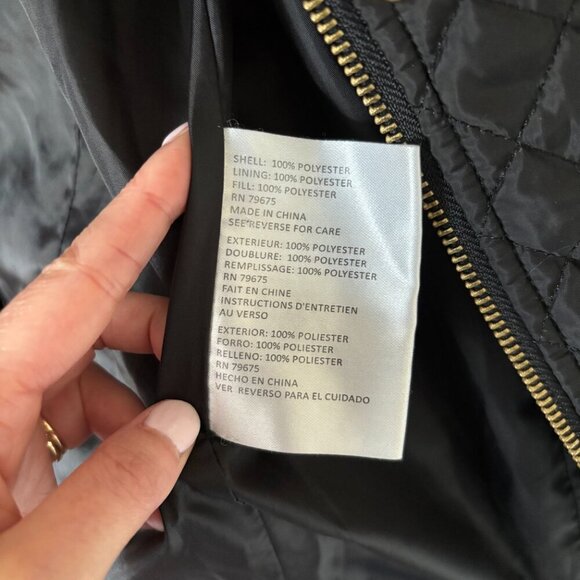 SHELL: 100% POLYESTER
LINING: 100% POLYESTER
FILL: 100% POLYESTER
RN 79675
MADE IN CHINA
SEE*REVERSE FOR CARE
EXTERIEUR: 100% POLYESTER
DOUBLURE: 100% POLYESTER
REMPLISSAGE: 100% POLYESTER
RN 79675
FAIT EN CHINE
INSTRUCTIONS D'ENTRETIEN
AU VERSO
EXTERIOR: 100% POLIESTER
FORRO: 100% POLIESTER
RELLENO: 100% POLIESTER
RN 79675
HECHO EN CHINA
VER REVERSO PARA EL CUIDADO